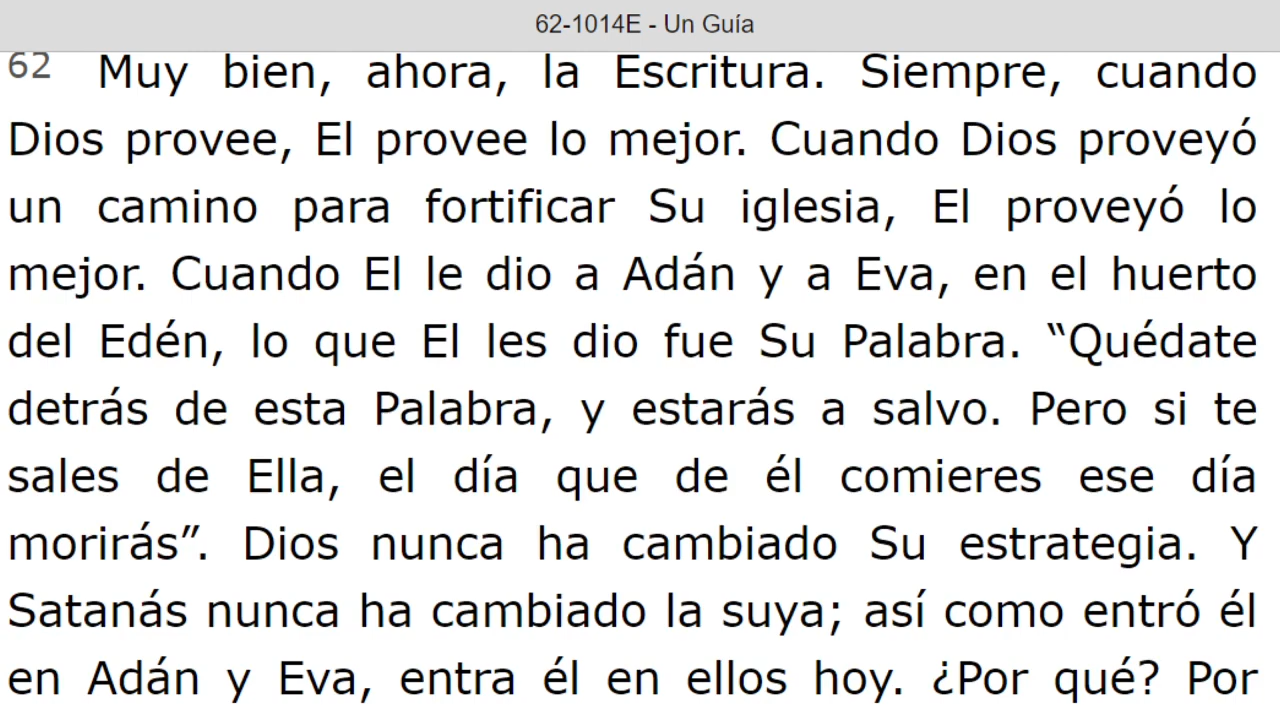 62-1014E - Un Guía
62 Muy bien, ahora, la Escritura. Siempre, cuando
Dios provee, El provee lo mejor. Cuando Dios proveyó
un camino para fortificar Su iglesia, El proveyó lo
mejor. Cuando El le dio a Adán y a Eva, en el huerto
del Edén, lo que El les dio fue Su Palabra. “Quédate
detrás de esta Palabra, y estarás a salvo. Pero si te
sales de Ella, el día que de él comieres ese día
morirás”. Dios nunca ha cambiado Su estrategia. Y
Satanás nunca ha cambiado la suya; así como entró él
en Adán y Eva, entra él en ellos hoy. ¿Por qué? Por